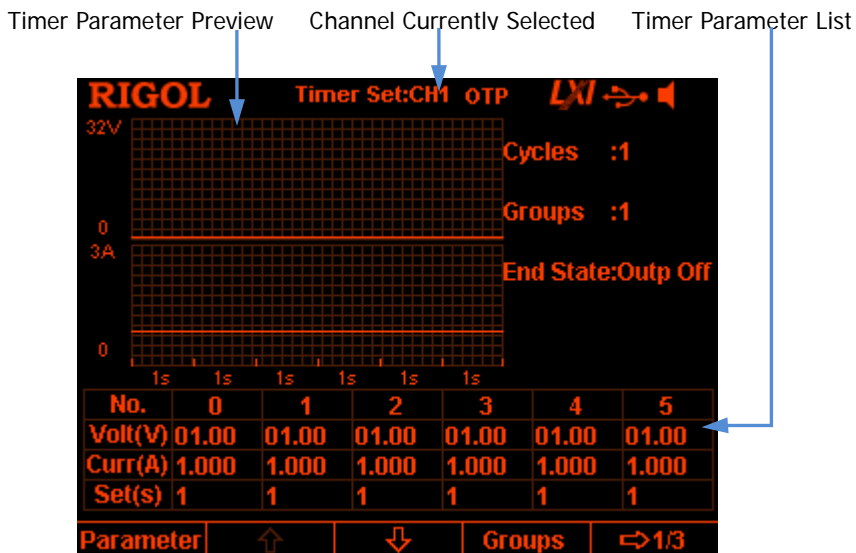 Timer Parameter Preview Channel Currently Selected Timer Parameter List
RIGOL Timer Set:CH1 OTP LXI
32V
Cycles :1
Groups :1
0
3A
End State:Outp Off
0
1s 1s 1s 1s 1s 1s
No. 0 1 2 3 4 5
Volt(V) 01.00 01.00 01.00 01.00 01.00 01.00
Curr(A) 1.000 1.000 1.000 1.000 1.000 1.000
Set(s) 1 1 1 1 1 1
Parameter Groups 1/3